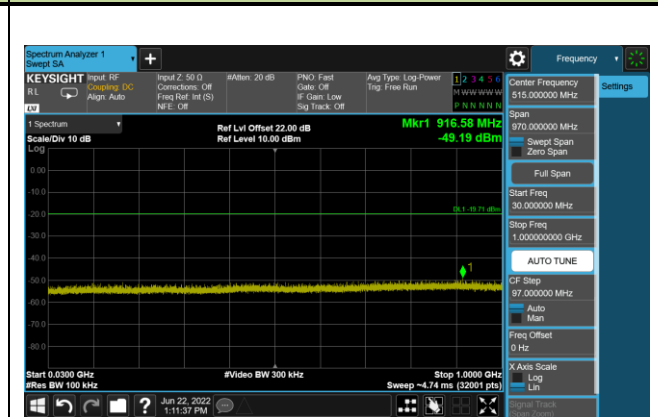 Spectrum Analyzer 1
Swept SA
+
Frequency
KEYSIGHT
RL
LXI
Input: RF
Coupling: DC
Align: Auto
Input Z: 50 Ω
Corrections: Off
Freq Ref: Int (S)
NFE: Off
#Atten: 20 dB
PNO: Fast
Gate: Off
IF Gain: Low
Sig Track: Off
Avg Type: Log-Power
Trig: Free Run
1 2 3 4 5 6
M W W W W W
P N N N N N
1 Spectrum
Scale/Div 10 dB
Ref Lvl Offset 22.00 dB
Ref Level 10.00 dBm
Mkr1 916.58 MHz
-49.19 dBm
Log
0.00
-10.0
-20.0
-30.0
-40.0
-50.0
-60.0
-70.0
-80.0
DL1 -19.71 dBm
1
Start 0.0300 GHz
#Res BW 100 kHz
#Video BW 300 kHz
Stop 1.0000 GHz
Sweep ~4.74 ms (32001 pts)
Center Frequency
515.000000 MHz
Settings
Span
970.000000 MHz
Swept Span
Zero Span
Full Span
Start Freq
30.000000 MHz
Stop Freq
1.000000000 GHz
AUTO TUNE
CF Step
97.000000 MHz
Auto
Man
Freq Offset
0 Hz
X Axis Scale
Log
Lin
Signal Track
(Span Zoom)
?
Jun 22, 2022
1:11:37 PM